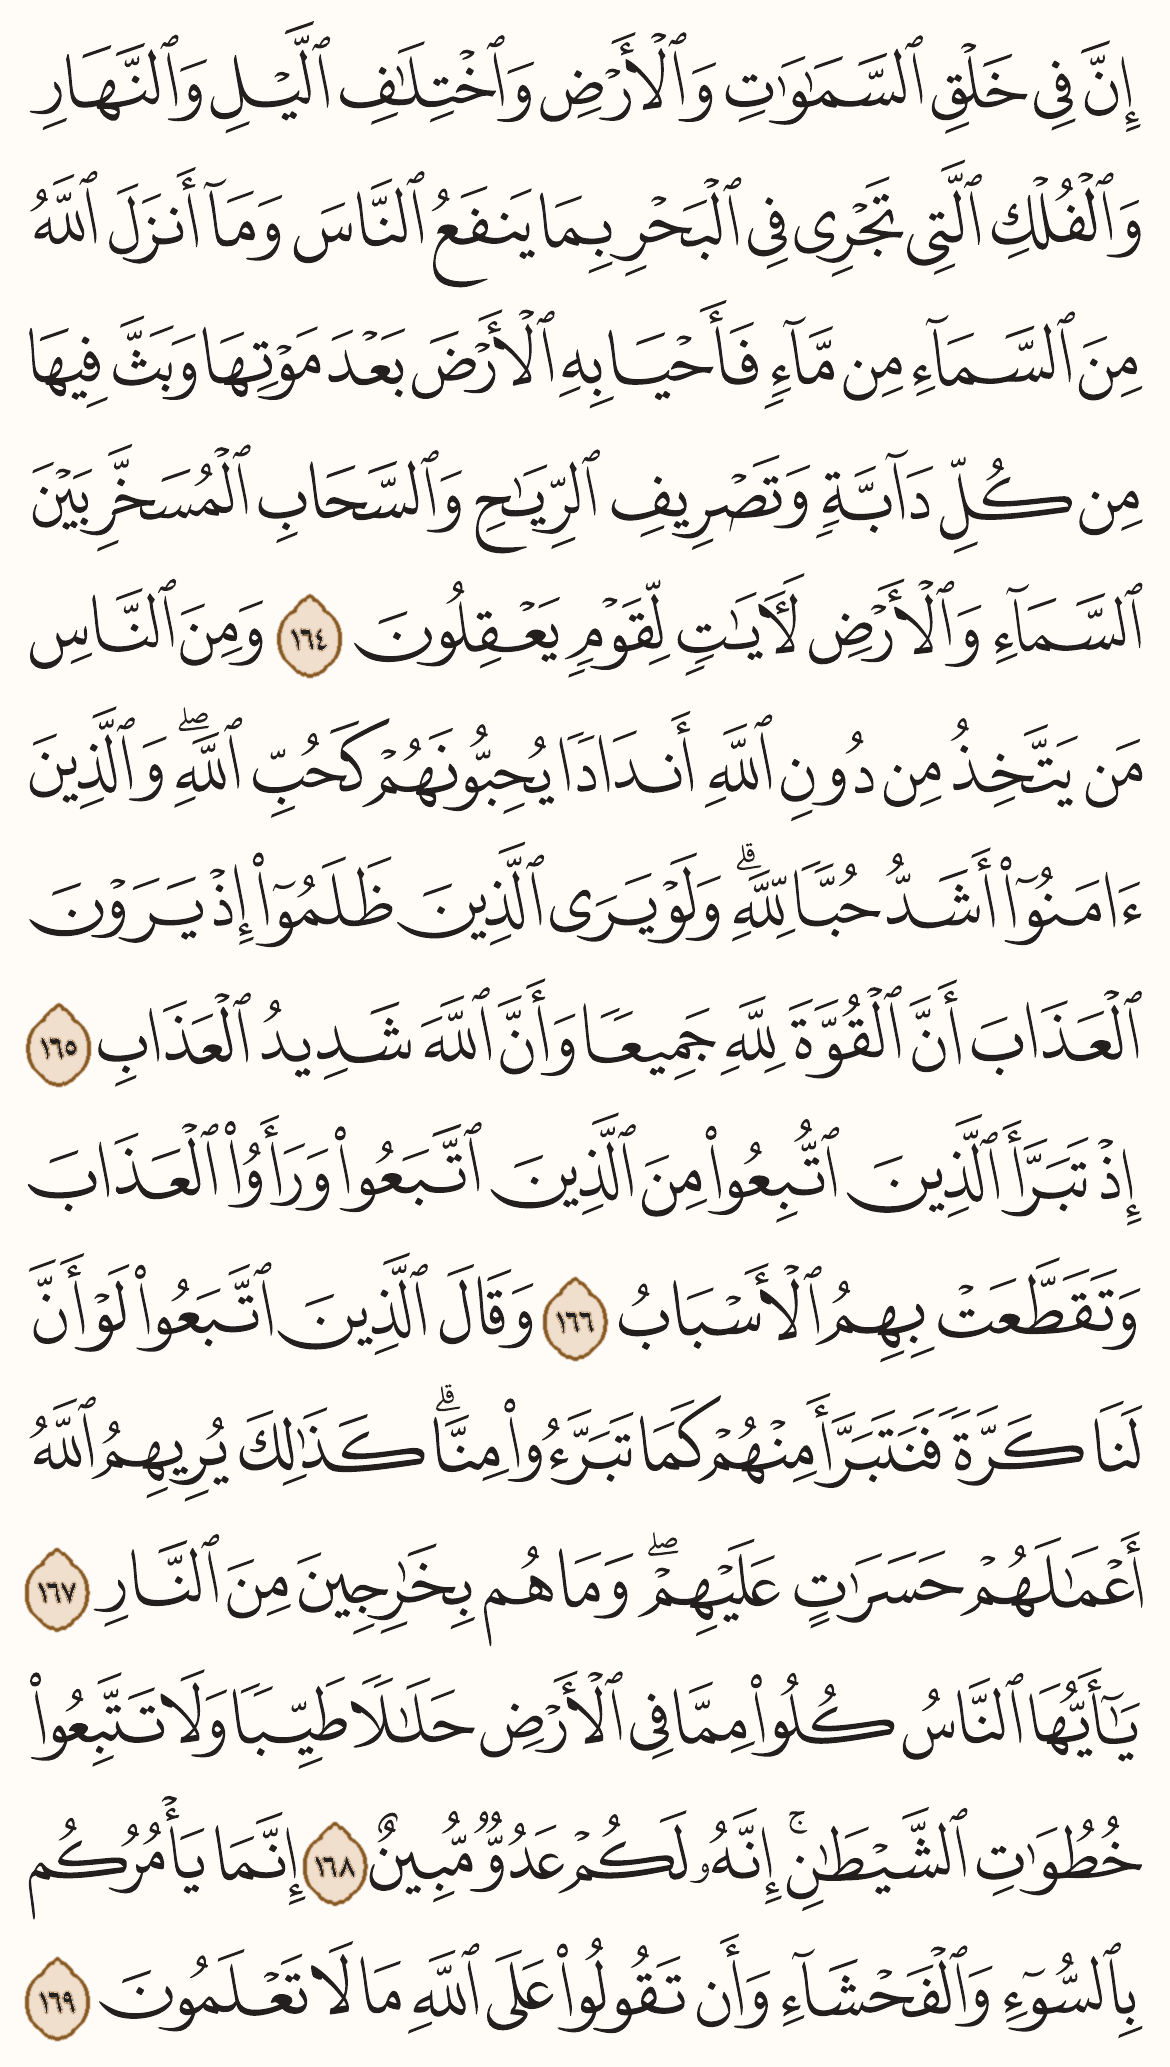 إِنَّ فِى خَلْقِ ٱلسَّمَٰوَٰتِ وَٱلْأَرْضِ وَٱخْتِلَٰفِ ٱلَّيْلِ وَٱلنَّهَارِ
وَٱلْفُلْكِ ٱلَّتِى تَجْرِى فِى ٱلْبَحْرِ بِمَا يَنفَعُ ٱلنَّاسَ وَمَآ أَنزَلَ ٱللَّهُ
مِنَ ٱلسَّمَآءِ مِن مَّآءٍ فَأَحْيَا بِهِ ٱلْأَرْضَ بَعْدَ مَوْتِهَا وَبَثَّ فِيهَا
مِن كُلِّ دَآبَّةٍ وَتَصْرِيفِ ٱلرِّيَٰحِ وَٱلسَّحَابِ ٱلْمُسَخَّرِ بَيْنَ
ٱلسَّمَآءِ وَٱلْأَرْضِ لَـَٔايَٰتٍ لِّقَوْمٍ يَعْقِلُونَ ١٦٤ وَمِنَ ٱلنَّاسِ
مَن يَتَّخِذُ مِن دُونِ ٱللَّهِ أَندَادًا يُحِبُّونَهُمْ كَحُبِّ ٱللَّهِۖ وَٱلَّذِينَ
ءَامَنُوٓا۟ أَشَدُّ حُبًّا لِّلَّهِۗ وَلَوْ يَرَى ٱلَّذِينَ ظَلَمُوٓا۟ إِذْ يَرَوْنَ
ٱلْعَذَابَ أَنَّ ٱلْقُوَّةَ لِلَّهِ جَمِيعًا وَأَنَّ ٱللَّهَ شَدِيدُ ٱلْعَذَابِ ١٦٥
إِذْ تَبَرَّأَ ٱلَّذِينَ ٱتُّبِعُوا۟ مِنَ ٱلَّذِينَ ٱتَّبَعُوا۟ وَرَأَوُا۟ ٱلْعَذَابَ
وَتَقَطَّعَتْ بِهِمُ ٱلْأَسْبَابُ ١٦٦ وَقَالَ ٱلَّذِينَ ٱتَّبَعُوا۟ لَوْ أَنَّ
لَنَا كَرَّةً فَنَتَبَرَّأَ مِنْهُمْ كَمَا تَبَرَّءُوا۟ مِنَّاۗ كَذَٰلِكَ يُرِيهِمُ ٱللَّهُ
أَعْمَٰلَهُمْ حَسَرَٰتٍ عَلَيْهِمْۖ وَمَا هُم بِخَٰرِجِينَ مِنَ ٱلنَّارِ ١٦٧
يَٰٓأَيُّهَا ٱلنَّاسُ كُلُوا۟ مِمَّا فِى ٱلْأَرْضِ حَلَٰلًا طَيِّبًا وَلَا تَتَّبِعُوا۟
خُطُوَٰتِ ٱلشَّيْطَٰنِۚ إِنَّهُۥ لَكُمْ عَدُوٌّ مُّبِينٌ ١٦٨ إِنَّمَا يَأْمُرُكُم
بِٱلسُّوٓءِ وَٱلْفَحْشَآءِ وَأَن تَقُولُوا۟ عَلَى ٱللَّهِ مَا لَا تَعْلَمُونَ ١٦٩